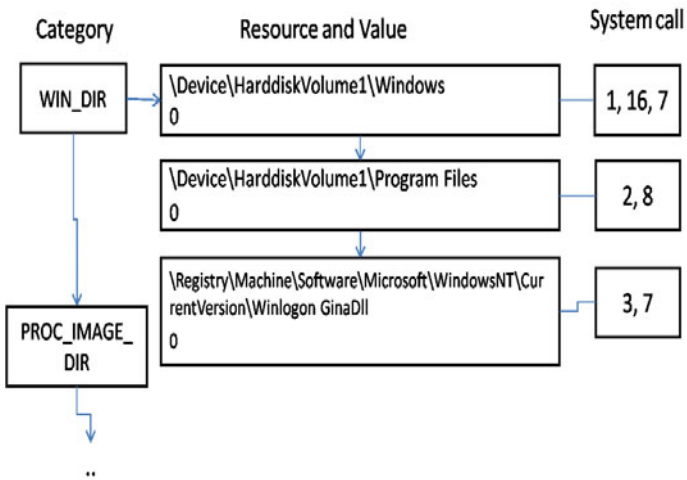 Category
Resource and Value
System call
WIN_DIR
\Device\HarddiskVolume1\Windows
0
1, 16, 7
\Device\HarddiskVolume1\Program Files
0
2, 8
\Registry\Machine\Software\Microsoft\WindowsNT\Cur
rentVersion\Winlogon GinaDll
0
3, 7
PROC_IMAGE_
DIR
..